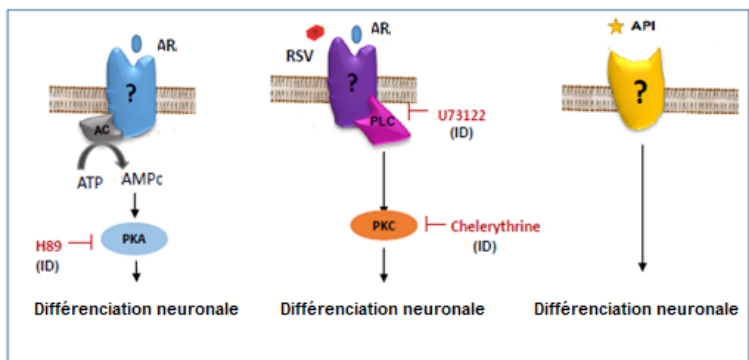 AR
?
AC
ATP AMPc
PKA
H89
(ID)
Différenciation neuronale
RSV
AR
?
PLC
U73122
(ID)
PKC
Chelerythrine
(ID)
Différenciation neuronale
API
?
Différenciation neuronale